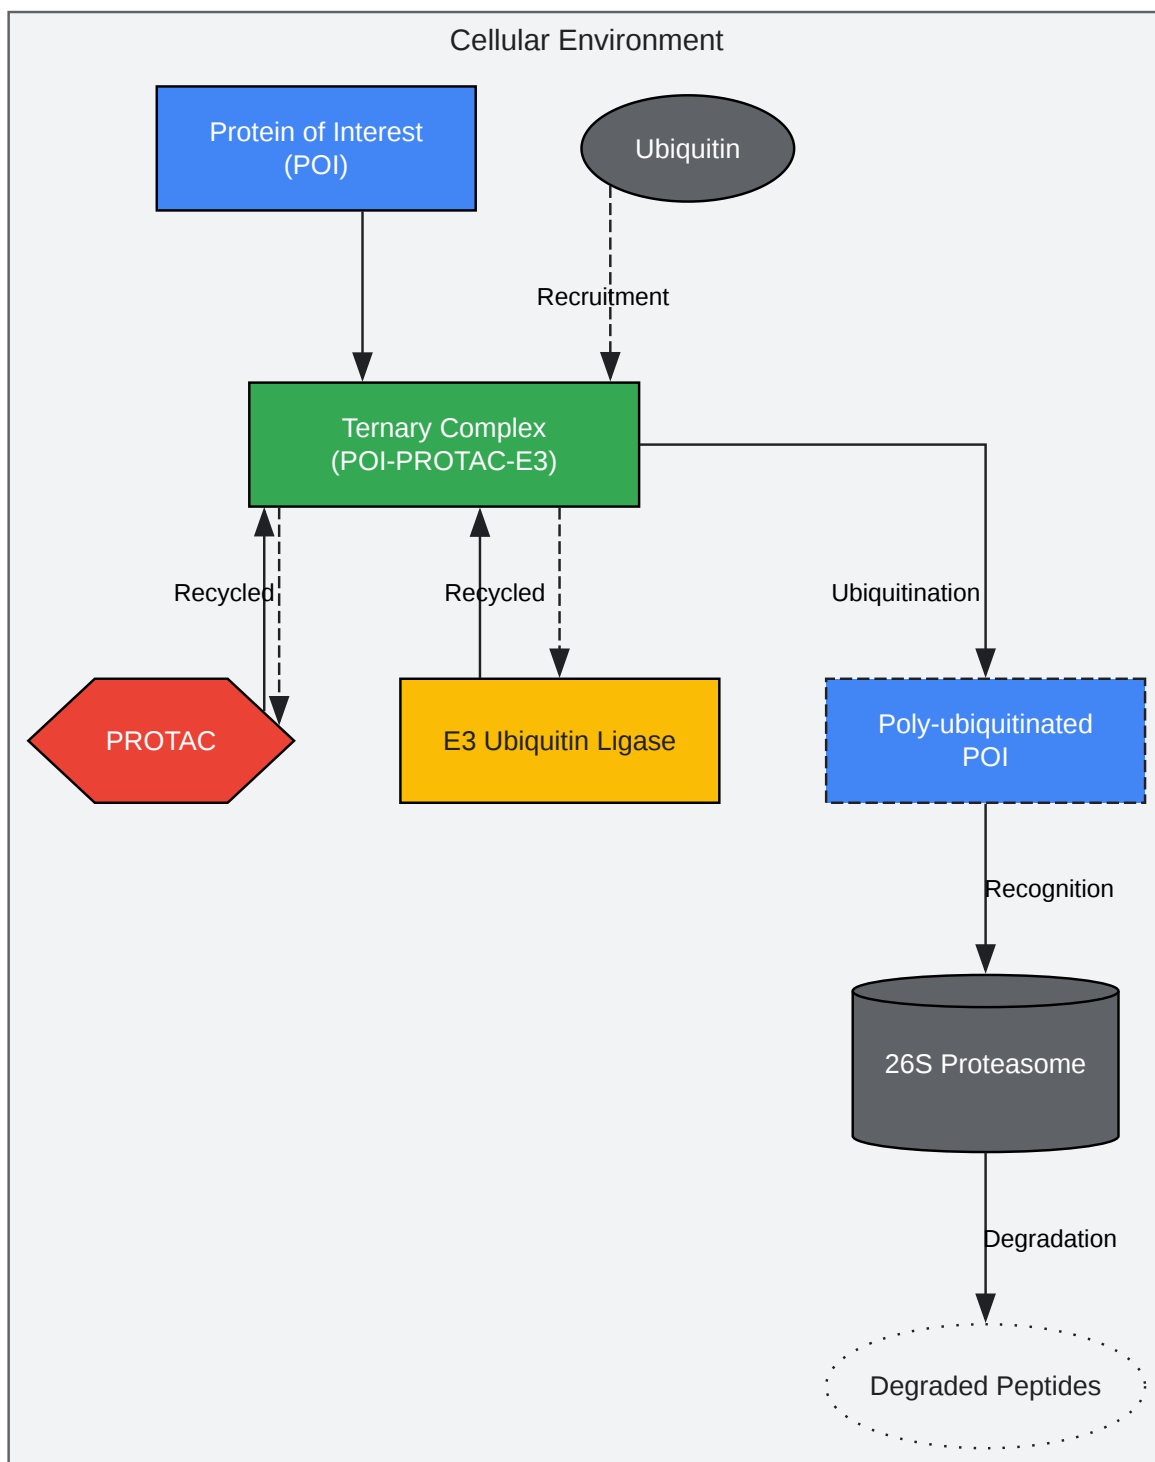 Cellular Environment
Protein of Interest
(POI)
Ubiquitin
Recruitment
Ternary Complex
(POI-PROTAC-E3)
Recycled
Recycled
Ubiquitination
PROTAC
E3 Ubiquitin Ligase
Poly-ubiquitinated
POI
Recognition
26S Proteasome
Degradation
Degraded Peptides